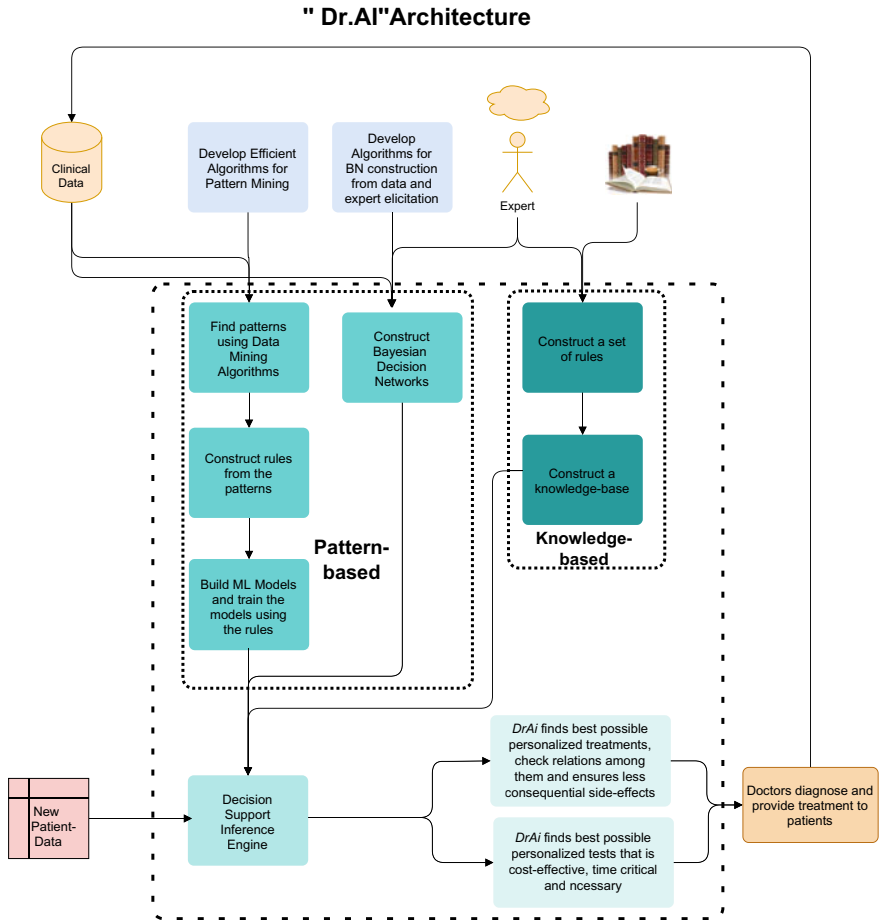 " Dr.AI"Architecture
Clinical
Data
Develop Efficient
Algorithms for
Pattern Mining
Develop
Algorithms for
BN construction
from data and
expert elicitation
Expert
Find patterns
using Data
Mining
Algorithms
Construct
Bayesian
Decision
Networks
Construct a set
of rules
Construct rules
from the
patterns
Construct a
knowledge-base
Pattern-
based
Knowledge-
based
Build ML Models
and train the
models using
the rules
New
Patient-
Data
Decision
Support
Inference
Engine
DrAi finds best possible
personalized treatments,
check relations among
them and ensures less
consequential side-effects
DrAi finds best possible
personalized tests that is
cost-effective, time critical
and ncessary
Doctors diagnose and
provide treatment to
patients